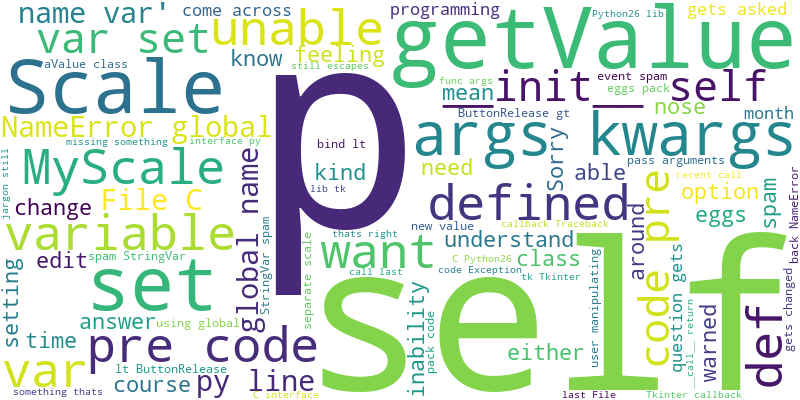 name var'
come across
programming
Python26 lib
gets asked
var set
unable
getValue
aValue class
know
feeling
still escapes
Scale
func args
mean
__init__
event spam
self
eggs pack
nose
ButtonRelease gt
month
NameError global
missing something
interface py
bind lt
args
kwargs
Sorry
pass arguments
MyScale
kind
lib tk
need
able
recent call
option
jargon still
change
File C
global name
p
defined
code pre
spam
back NameError
variable
StringVar spam
thats right
new value
callback Traceback
around
eggs
edit
spam StringVar
separate scale
want
understand
C Python26
class
setting
set
call last
code Exception
tk Tkinter
user manipulating
question gets
__call__ return
warned
def
gets changed
answer
using global
self
inability
pack code
time
pre code
either
var
lt ButtonRelease
course
py line
something thats
C interface
last File
Tkinter callback